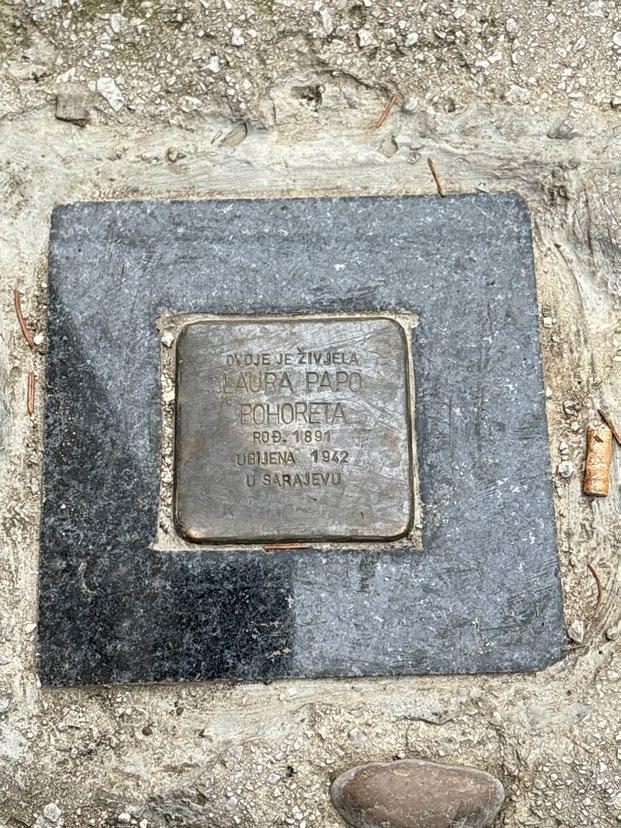 OVDJE JE ŽIVJELA
LAURA PAPO
BOHORETA
ROĐ. 1891
UBIJENA 1942
U SARAJEVU